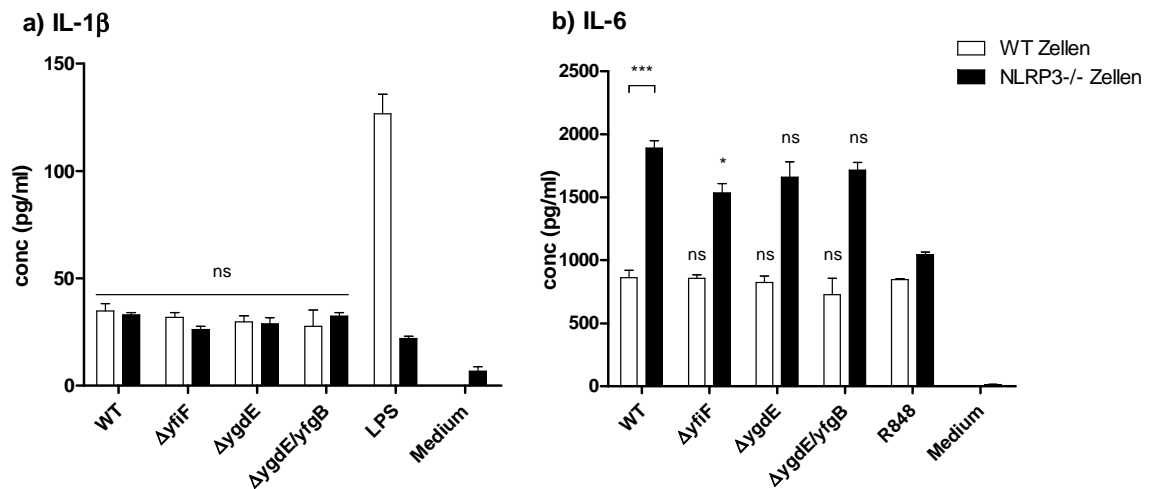 a) IL-1β
conc (pg/ml)
150
100
50
0
ns
WT
ΔyfiF
ΔygdE
ΔygdE/yfgB
LPS
Medium
b) IL-6
WT Zellen
NLRP3-/- Zellen
conc (pg/ml)
2500
2000
1500
1000
500
0
***
*
ns
ns
ns
ns
ns
WT
ΔyfiF
ΔygdE
ΔygdE/yfgB
R848
Medium